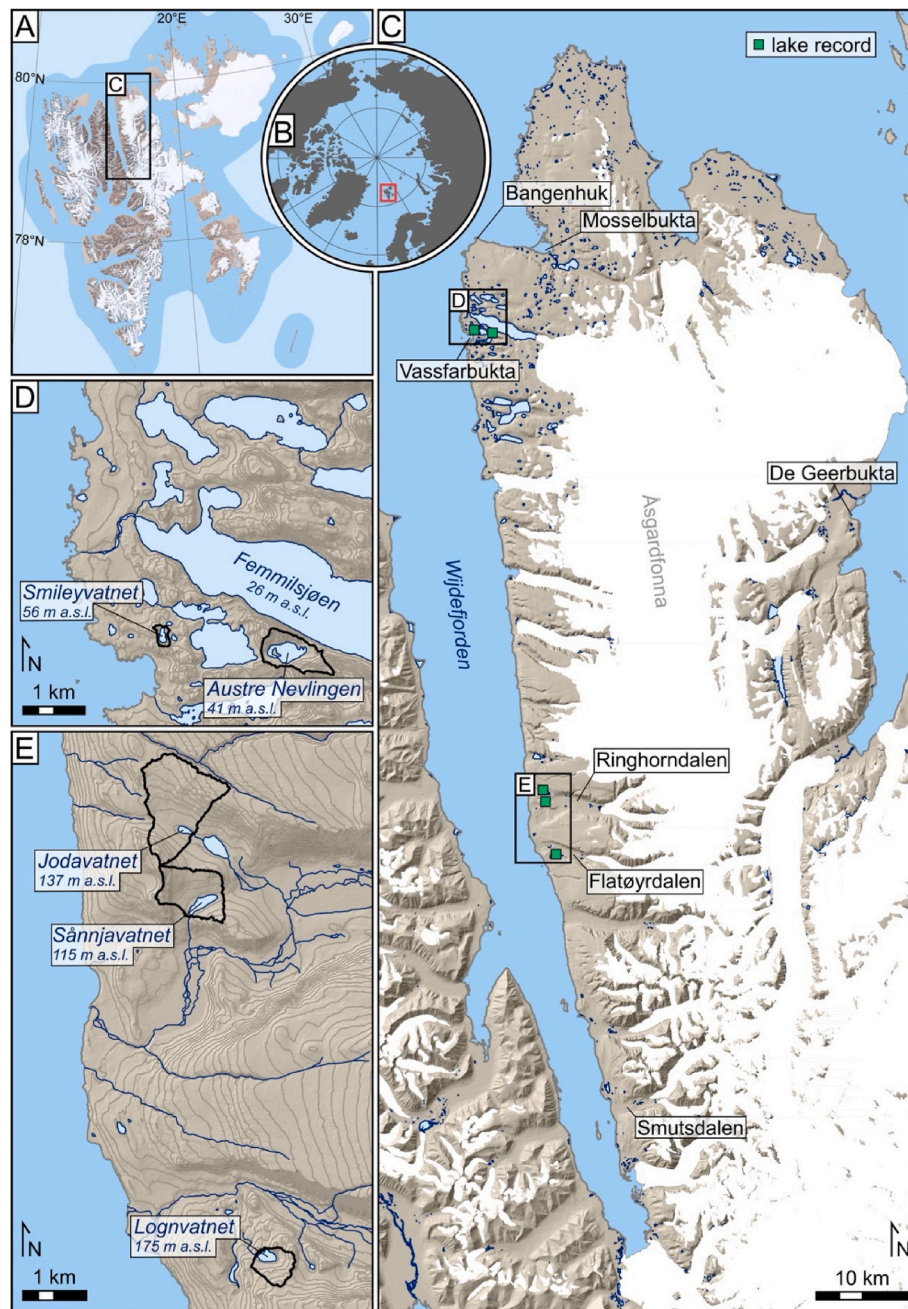 A
20°E
30°E
80°N
C
78°N
B
C
lake record
Bangenhuk
Mosselbukta
D
Vassfarbukta
De Geerbukta
Åsgardfonna
Wijdefjorden
E
Ringhorndalen
Flatøyrdalen
Smutsdalen
N
10 km
D
Femmilsjøen
26 m a.s.l.
Smileyvatnet
56 m a.s.l.
N
1 km
Austre Nevlingen
41 m a.s.l.
E
Jodavatnet
137 m a.s.l.
Sånnjavatnet
115 m a.s.l.
Lognvatnet
175 m a.s.l.
N
1 km